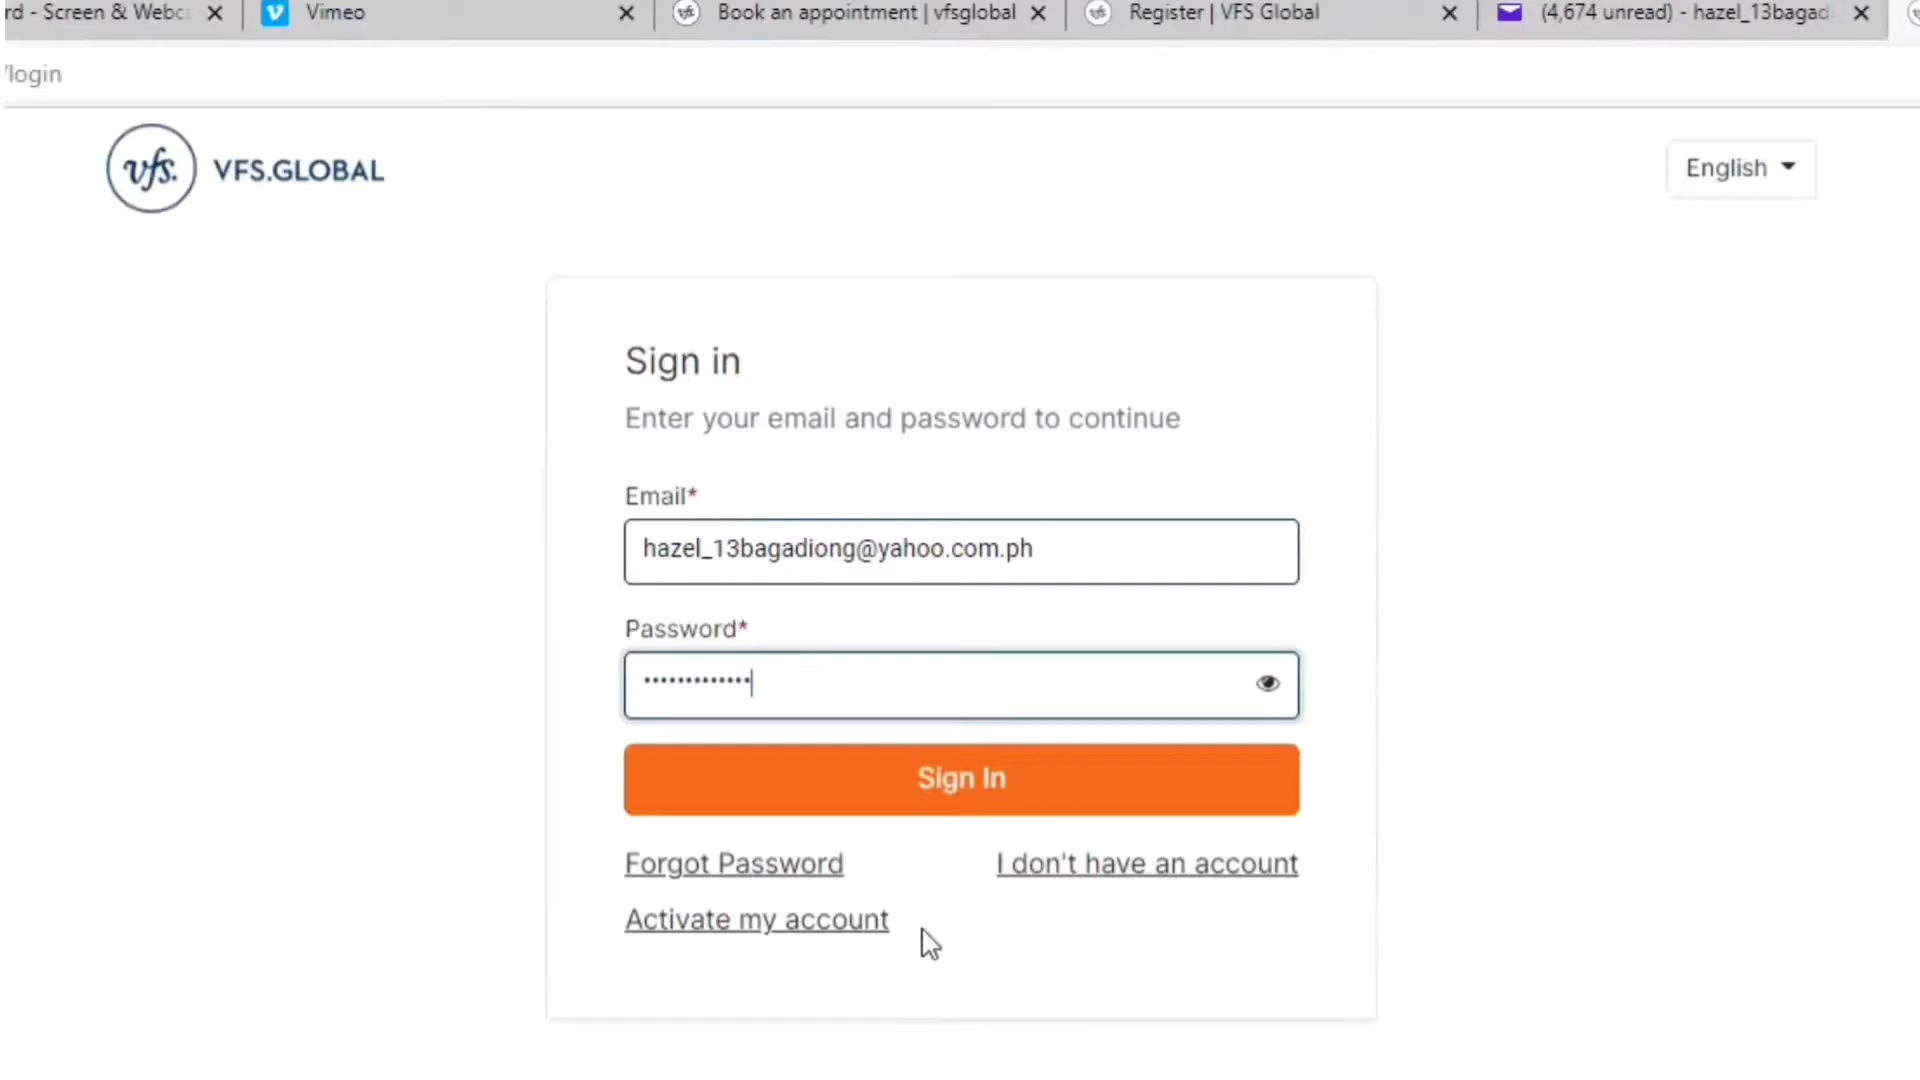 rd - Screen & Webc
Vimeo
Book an appointment | vfsglobal
Register | VFS Global
(4,674 unread) - hazel_13bagad
/login
vfs. VFS.GLOBAL
English
Sign in
Enter your email and password to continue
Email*
hazel_13bagadiong@yahoo.com.ph
Password*
•••••••••••••
Sign In
Forgot Password
I don't have an account
Activate my account